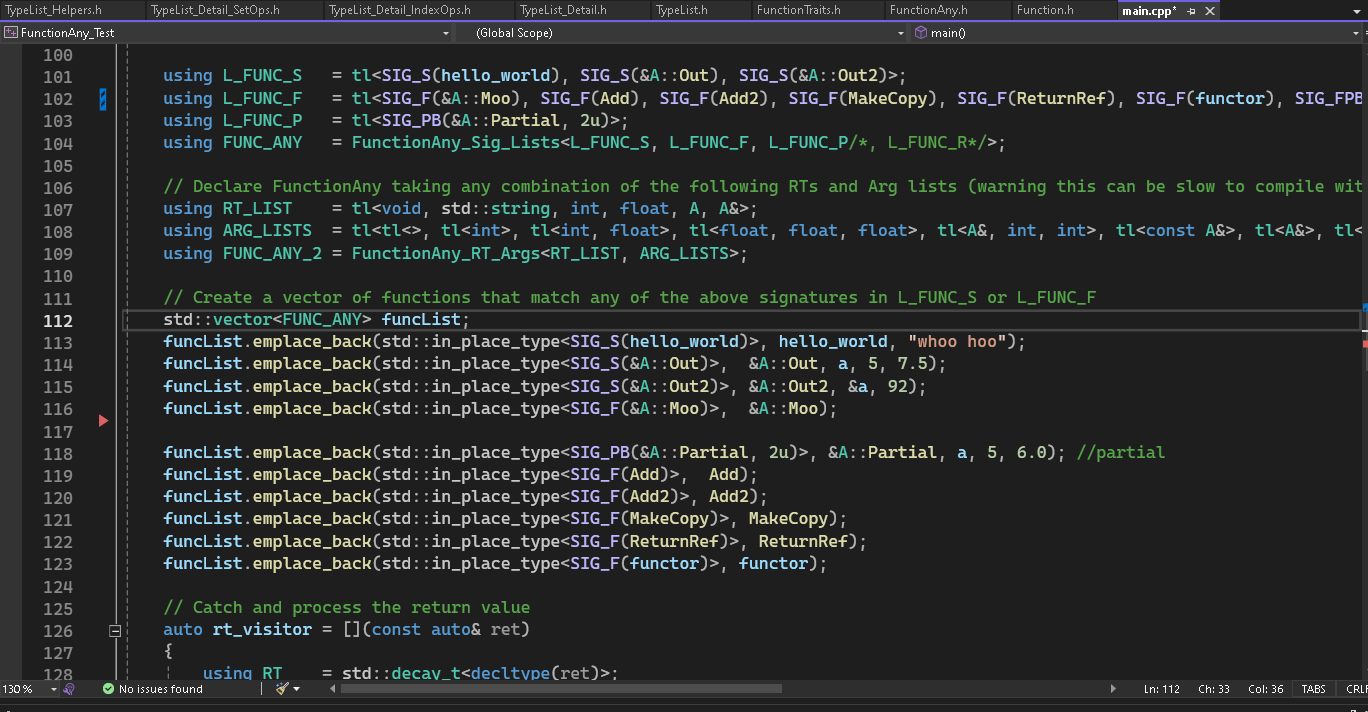 TypeList_Helpers.h TypeList_Detail_SetOps.h TypeList_Detail_IndexOps.h TypeList_Detail.h TypeList.h FunctionTraits.h FunctionAny.h Function.h main.cpp*
FunctionAny_Test (Global Scope) main()
100
101 using L_FUNC_S = tl<SIG_S(hello_world), SIG_S(&A::Out), SIG_S(&A::Out2)>;
102 using L_FUNC_F = tl<SIG_F(&A::Moo), SIG_F(Add), SIG_F(Add2), SIG_F(MakeCopy), SIG_F(ReturnRef), SIG_F(functor), SIG_FPB
103 using L_FUNC_P = tl<SIG_PB(&A::Partial, 2u)>;
104 using FUNC_ANY = FunctionAny_Sig_Lists<L_FUNC_S, L_FUNC_F, L_FUNC_P/*, L_FUNC_R*/>;
105
106 // Declare FunctionAny taking any combination of the following RTs and Arg lists (warning this can be slow to compile wit
107 using RT_LIST = tl<void, std::string, int, float, A, A&>;
108 using ARG_LISTS = tl<tl<>, tl<int>, tl<int, float>, tl<float, float, float>, tl<A&, int, int>, tl<const A&>, tl<A&>, tl<
109 using FUNC_ANY_2 = FunctionAny_RT_Args<RT_LIST, ARG_LISTS>;
110
111 // Create a vector of functions that match any of the above signatures in L_FUNC_S or L_FUNC_F
112 std::vector<FUNC_ANY> funcList;
113 funcList.emplace_back(std::in_place_type<SIG_S(hello_world)>, hello_world, "whoo hoo");
114 funcList.emplace_back(std::in_place_type<SIG_S(&A::Out)>, &A::Out, a, 5, 7.5);
115 funcList.emplace_back(std::in_place_type<SIG_S(&A::Out2)>, &A::Out2, &a, 92);
116 funcList.emplace_back(std::in_place_type<SIG_F(&A::Moo)>, &A::Moo);
117
118 funcList.emplace_back(std::in_place_type<SIG_PB(&A::Partial, 2u)>, &A::Partial, a, 5, 6.0); //partial
119 funcList.emplace_back(std::in_place_type<SIG_F(Add)>, Add);
120 funcList.emplace_back(std::in_place_type<SIG_F(Add2)>, Add2);
121 funcList.emplace_back(std::in_place_type<SIG_F(MakeCopy)>, MakeCopy);
122 funcList.emplace_back(std::in_place_type<SIG_F(ReturnRef)>, ReturnRef);
123 funcList.emplace_back(std::in_place_type<SIG_F(functor)>, functor);
124
125 // Catch and process the return value
126 auto rt_visitor = [](const auto& ret)
127 {
128 using RT = std::decay_t<decltype(ret)>;
130 % No issues found Ln: 112 Ch: 33 Col: 36 TABS CRLF